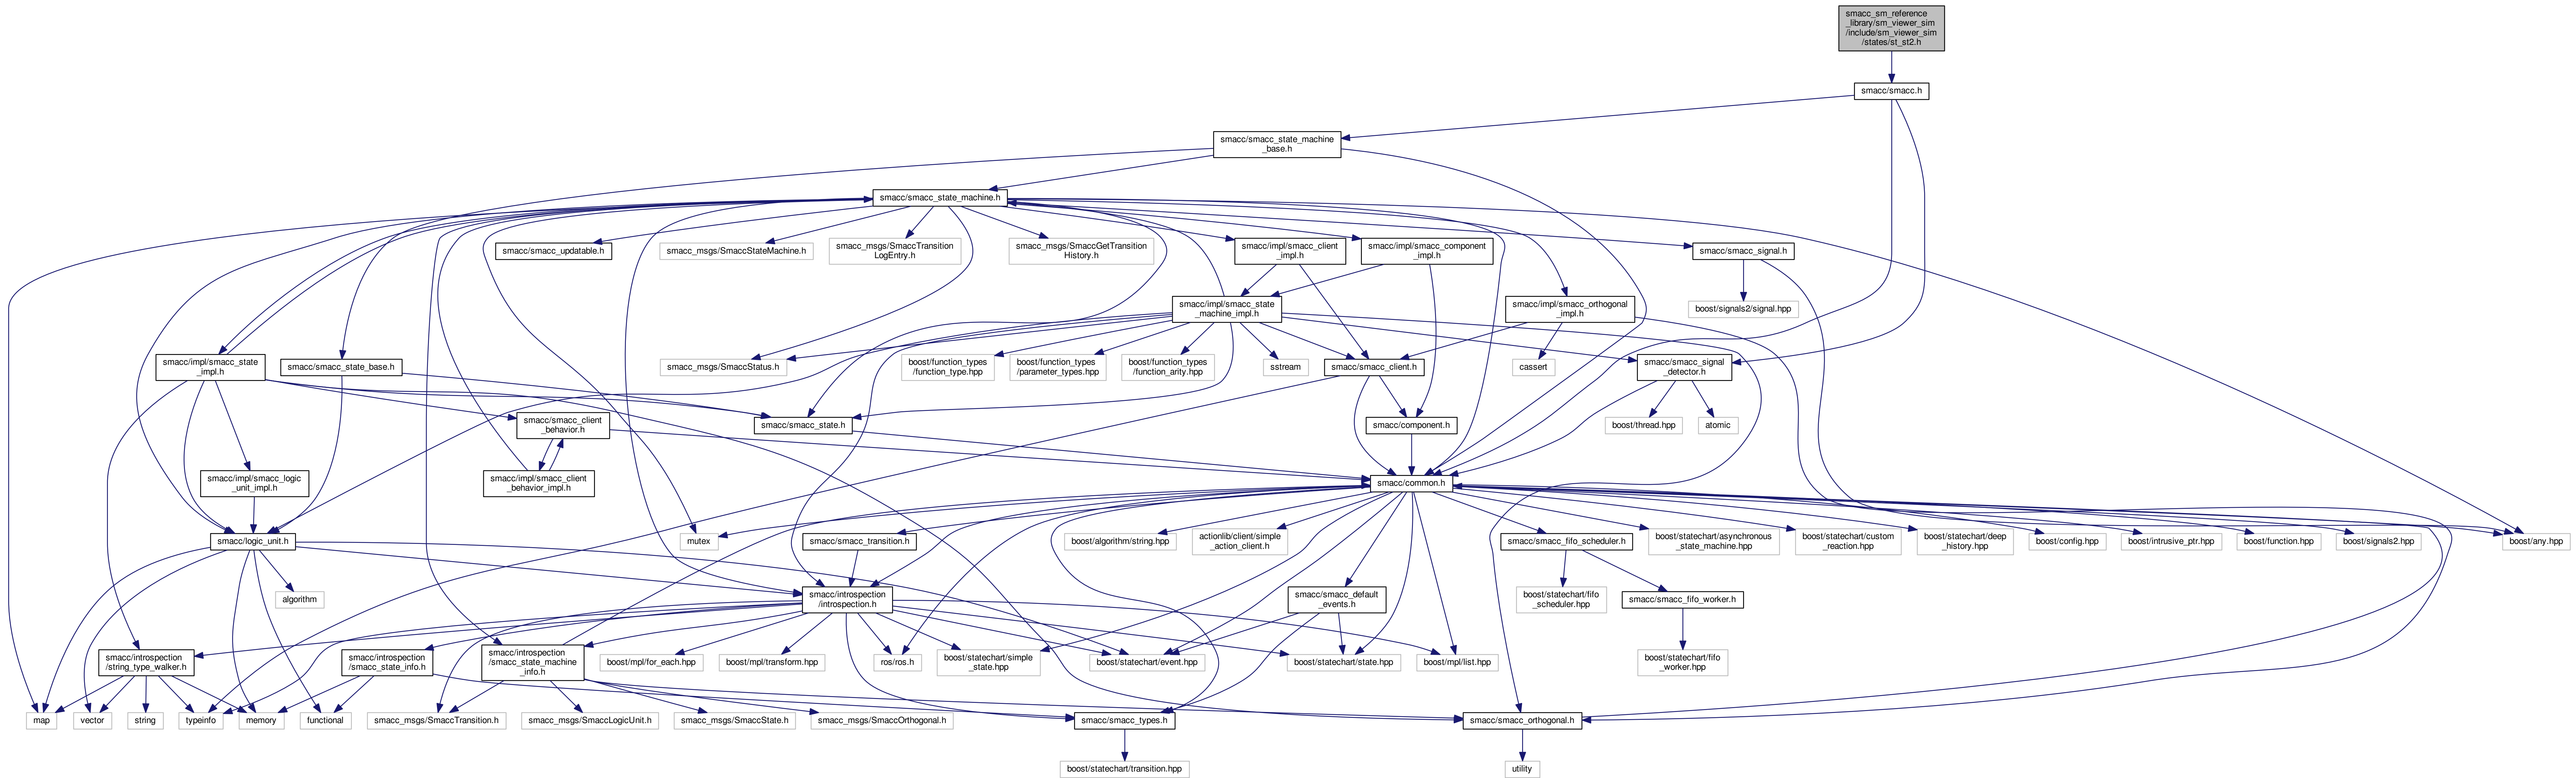 smacc_sm_reference
_library/sm_viewer_sim
/include/sm_viewer_sim
/states/st_st2.h
smacc/smacc.h
smacc/smacc_state_machine
_base.h
smacc/smacc_state_machine.h
smacc/smacc_updatable.h
smacc_msgs/SmaccStateMachine.h
smacc_msgs/SmaccTransition
LogEntry.h
smacc_msgs/SmaccGetTransition
History.h
smacc/impl/smacc_client
_impl.h
smacc/impl/smacc_component
_impl.h
smacc/smacc_signal.h
smacc/impl/smacc_state
_machine_impl.h
smacc/impl/smacc_orthogonal
_impl.h
boost/signals2/signal.hpp
smacc/impl/smacc_state
_impl.h
smacc/smacc_state_base.h
smacc_msgs/SmaccStatus.h
boost/function_types
/function_type.hpp
boost/function_types
/parameter_types.hpp
boost/function_types
/function_arity.hpp
sstream
smacc/smacc_client.h
cassert
smacc/smacc_signal
_detector.h
smacc/smacc_client
_behavior.h
smacc/smacc_state.h
smacc/component.h
boost/thread.hpp
atomic
smacc/impl/smacc_logic
_unit_impl.h
smacc/impl/smacc_client
_behavior_impl.h
smacc/common.h
smacc/logic_unit.h
mutex
smacc/smacc_transition.h
boost/algorithm/string.hpp
actionlib/client/simple
_action_client.h
smacc/smacc_fifo_scheduler.h
boost/statechart/asynchronous
_state_machine.hpp
boost/statechart/custom
_reaction.hpp
boost/statechart/deep
_history.hpp
boost/config.hpp
boost/intrusive_ptr.hpp
boost/function.hpp
boost/signals2.hpp
boost/any.hpp
algorithm
smacc/introspection
/introspection.h
smacc/smacc_default
_events.h
boost/statechart/fifo
_scheduler.hpp
smacc/smacc_fifo_worker.h
smacc/introspection
/string_type_walker.h
smacc/introspection
/smacc_state_info.h
smacc/introspection
/smacc_state_machine
_info.h
boost/mpl/for_each.hpp
boost/mpl/transform.hpp
ros/ros.h
boost/statechart/simple
_state.hpp
boost/statechart/event.hpp
boost/statechart/state.hpp
boost/mpl/list.hpp
boost/statechart/fifo
_worker.hpp
map
vector
string
typeinfo
memory
functional
smacc_msgs/SmaccTransition.h
smacc_msgs/SmaccLogicUnit.h
smacc_msgs/SmaccState.h
smacc_msgs/SmaccOrthogonal.h
smacc/smacc_types.h
smacc/smacc_orthogonal.h
boost/statechart/transition.hpp
utility